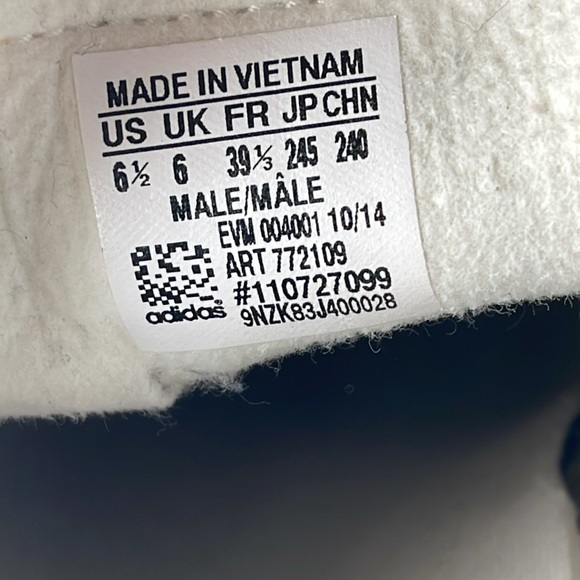 MADE IN VIETNAM
US UK FR JP CHN
6½ 6 39⅓ 245 240
MALE/MÂLE
EVM 004001 10/14
ART 772109
#110727099
adidas® 9NZK83J400028